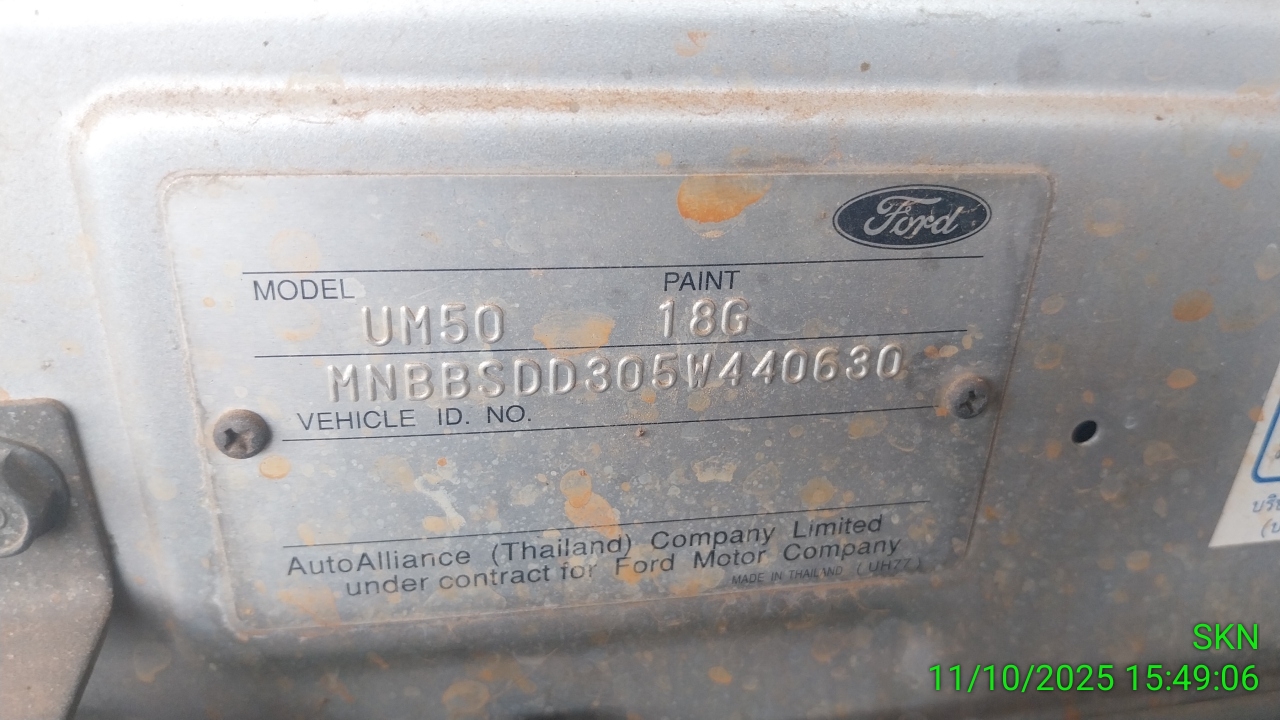 Ford
MODEL PAINT
UM50 18G
MNBBSDD305W440630
VEHICLE ID. NO.
AutoAlliance (Thailand) Company Limited
under contract for Ford Motor Company
MADE IN THAILAND (UH77)
SKN
11/10/2025 15:49:06